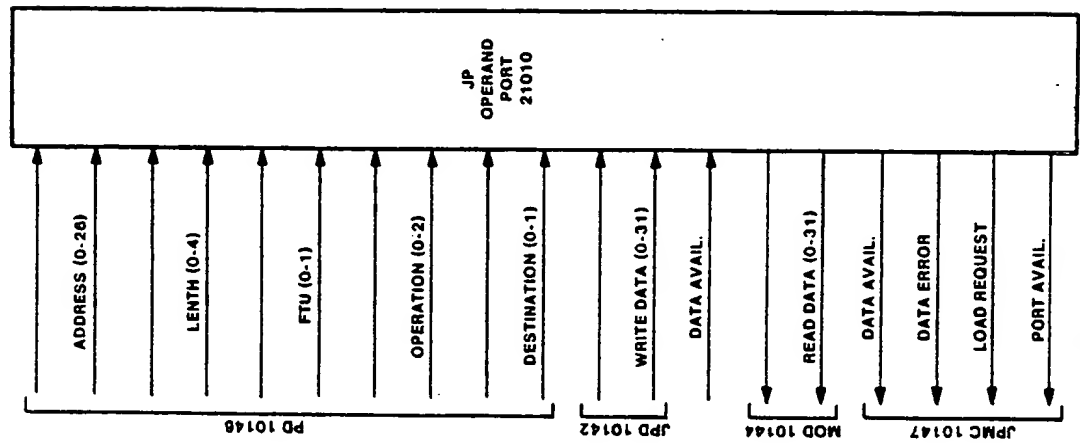 JP
OPERAND
PORT
21010
ADDRESS (0-26)
LENTH (0-4)
FTU (0-1)
OPERATION (0-2)
DESTINATION (0-1)
WRITE DATA (0-31)
DATA AVAIL.
READ DATA (0-31)
DATA AVAIL.
DATA ERROR
LOAD REQUEST
PORT AVAIL.
PD 10146
JPD 10142
MOD 10144
JPMC 10147